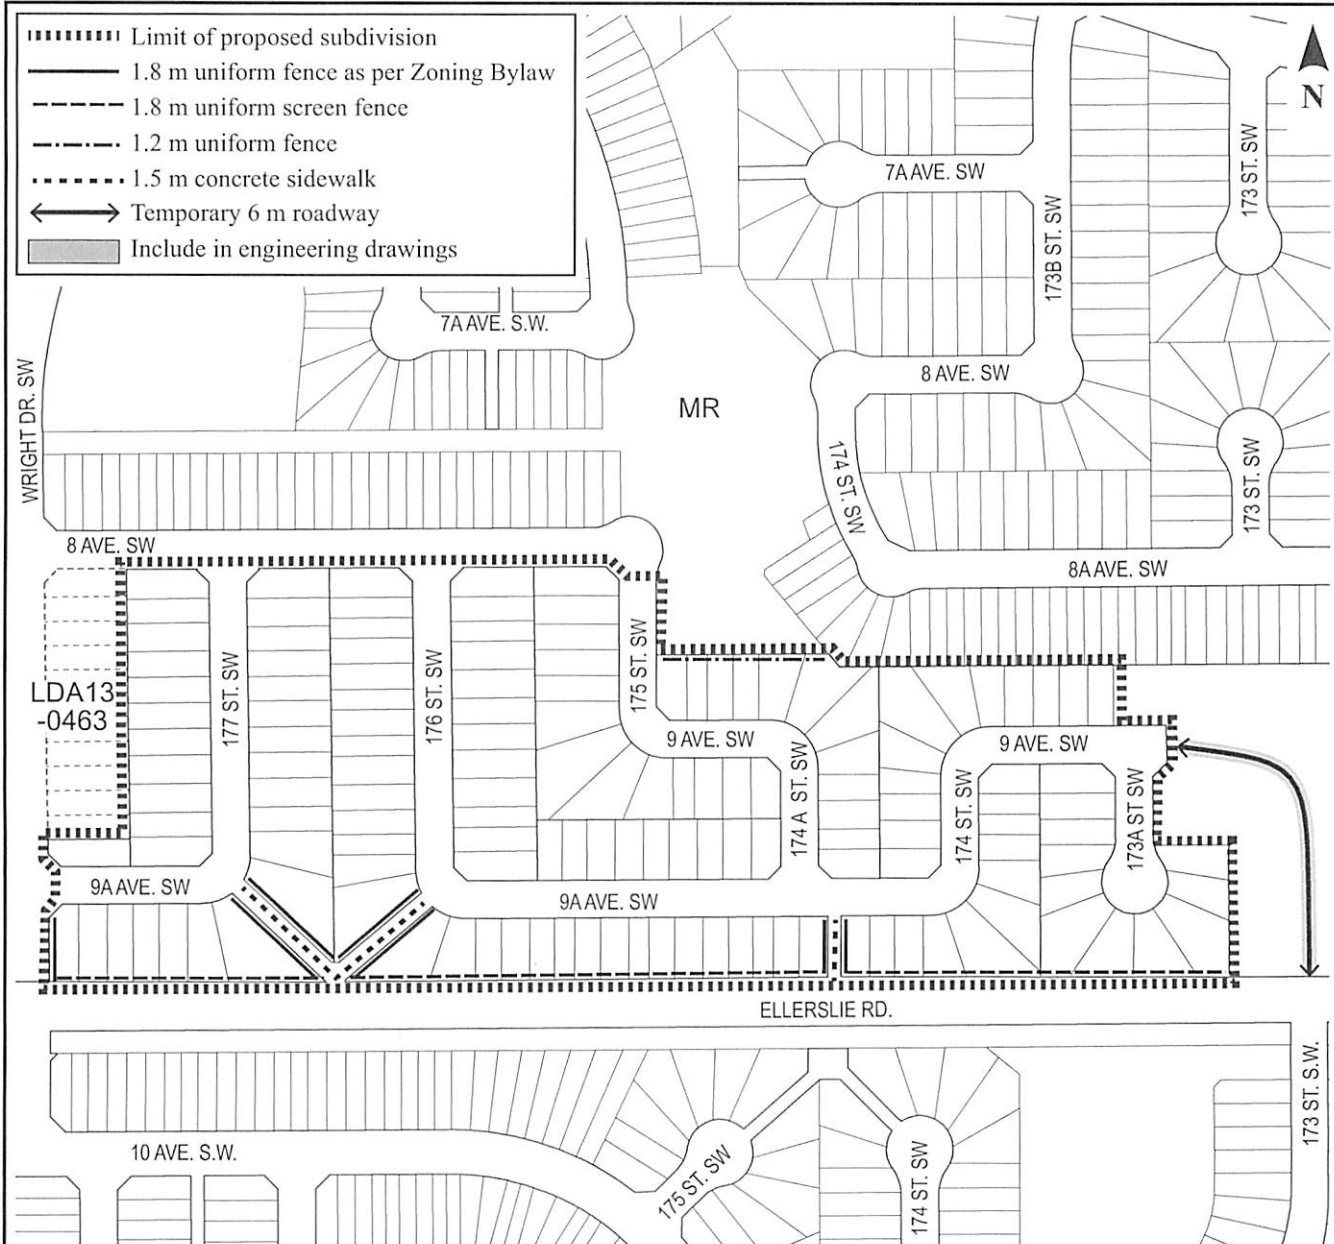 Limit of proposed subdivision
1.8 m uniform fence as per Zoning Bylaw
1.8 m uniform screen fence
1.2 m uniform fence
1.5 m concrete sidewalk
Temporary 6 m roadway
Include in engineering drawings
N
7A AVE. SW
173B ST. SW
173 ST. SW
7A AVE. S.W.
WRIGHT DR. SW
8 AVE. SW
MR
174 ST. SW
173 ST. SW
8 AVE. SW
8A AVE. SW
LDA13
-0463
177 ST. SW
176 ST. SW
175 ST. SW
9 AVE. SW
174 A ST. SW
9 AVE. SW
174 ST. SW
173A ST SW
9A AVE. SW
9A AVE. SW
ELLERSLIE RD.
173 ST. S.W.
10 AVE. S.W.
175 ST. SW
174 ST. SW